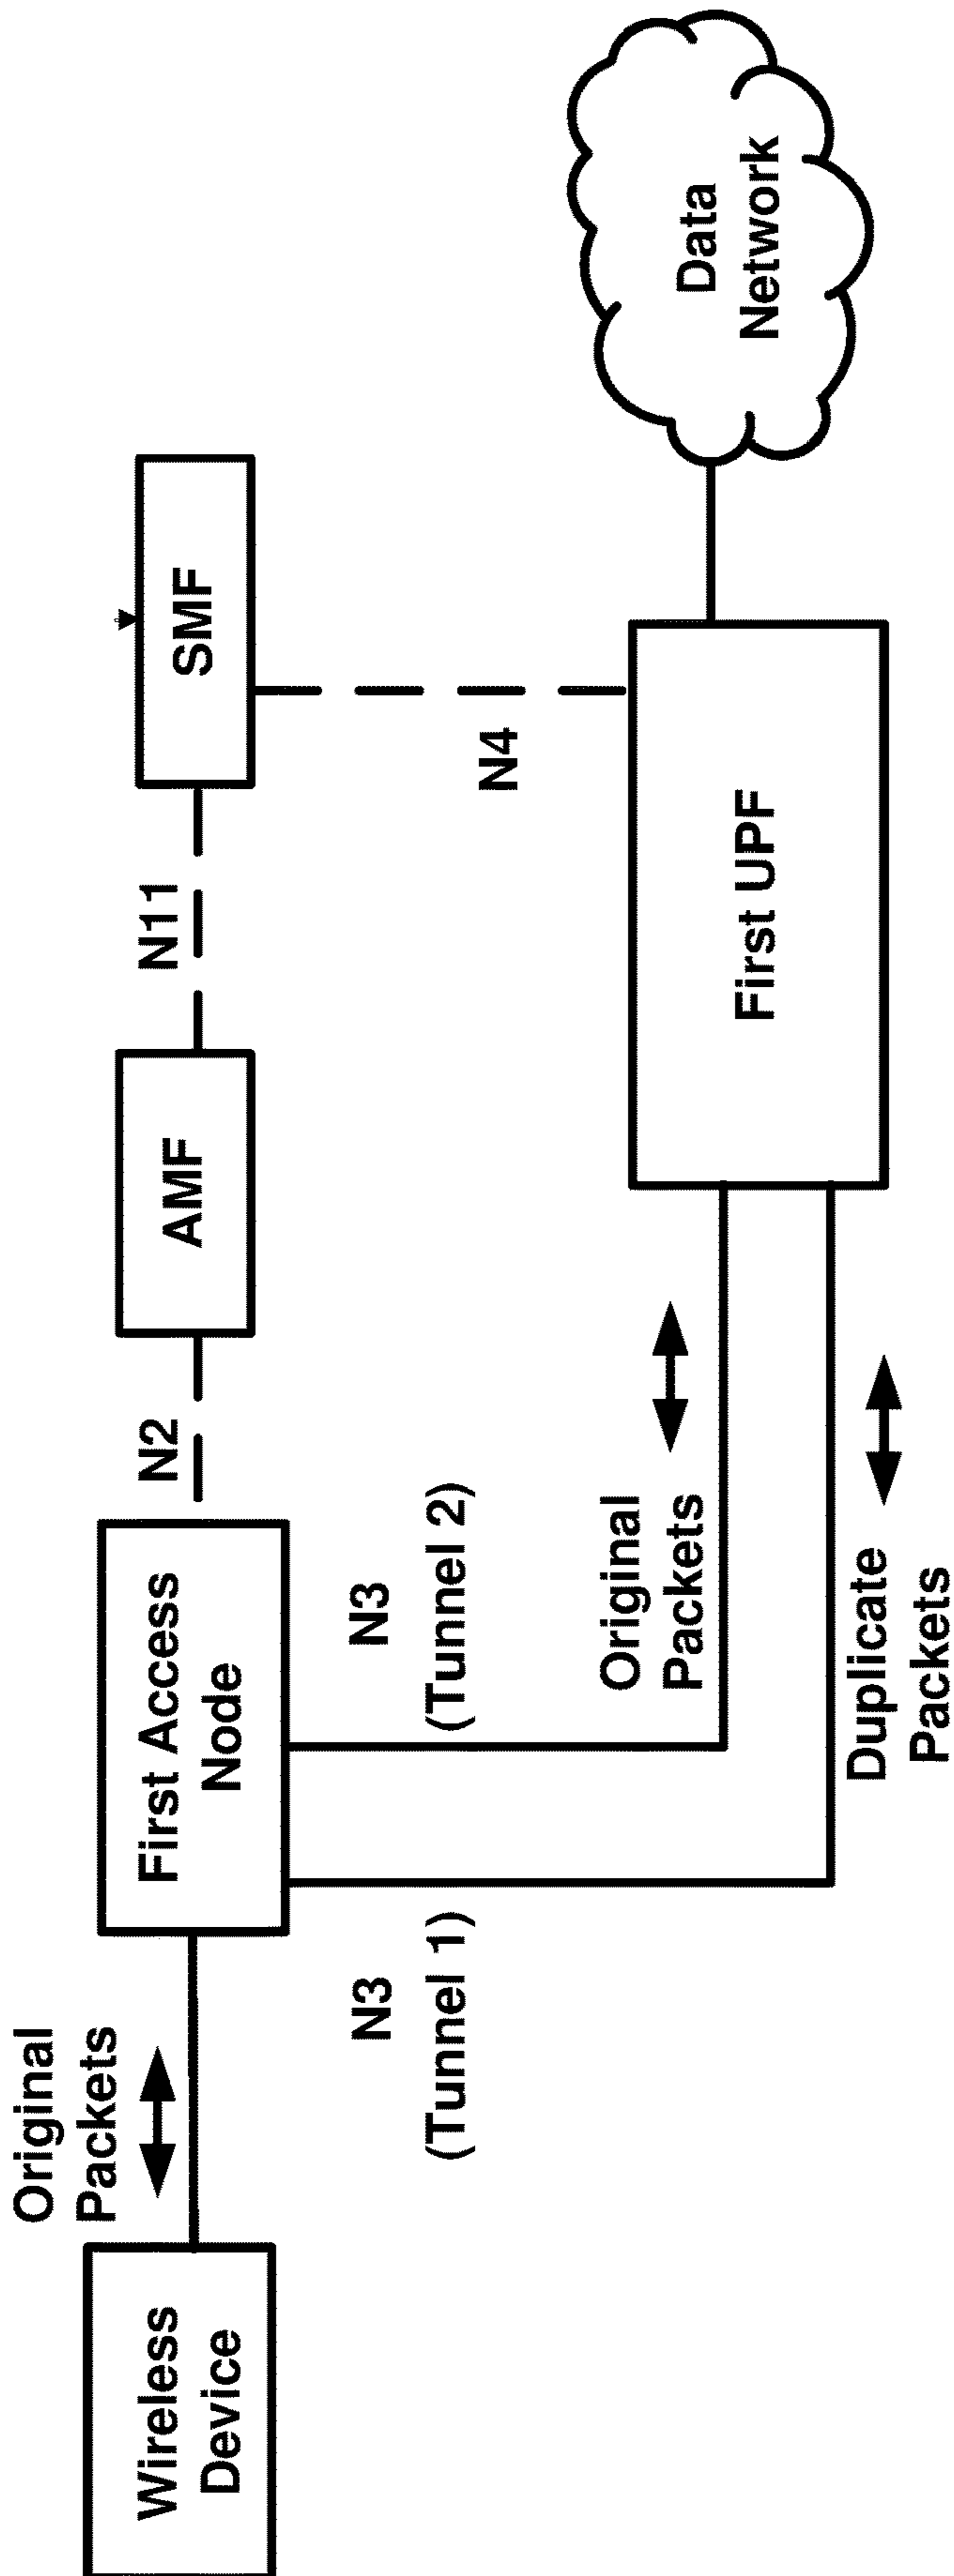 Original
Packets
Wireless
Device
First Access
Node
N2
AMF
N11
SMF
N3
(Tunnel 1)
N3
(Tunnel 2)
N4
Original
Packets
Duplicate
Packets
First UPF
Data
Network